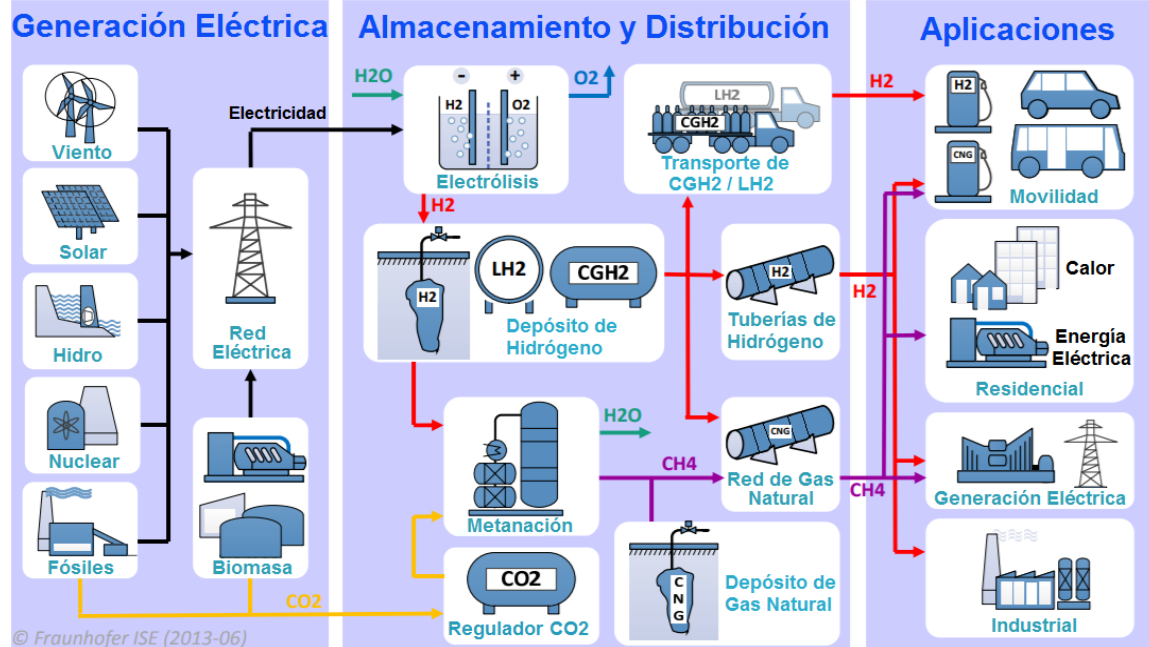 Generación Eléctrica
Viento
Solar
Hidro
Nuclear
Fósiles
Red
Eléctrica
Biomasa
Electricidad
CO2
© Fraunhofer ISE (2013-06)
Almacenamiento y Distribución
H2O
-
+
H2
O2
Electrólisis
O2
LH2
CGH2
Transporte de
CGH2 / LH2
H2
H2
LH2
CGH2
Depósito de
Hidrógeno
H2
Tuberías de
Hidrógeno
Metanación
H2O
CH4
CNG
Red de Gas
Natural
CO2
Regulador CO2
C
N
G
Depósito de
Gas Natural
Aplicaciones
H2
H2
CNG
Movilidad
H2
Calor
Energía
Eléctrica
Residencial
CH4
Generación Eléctrica
Industrial